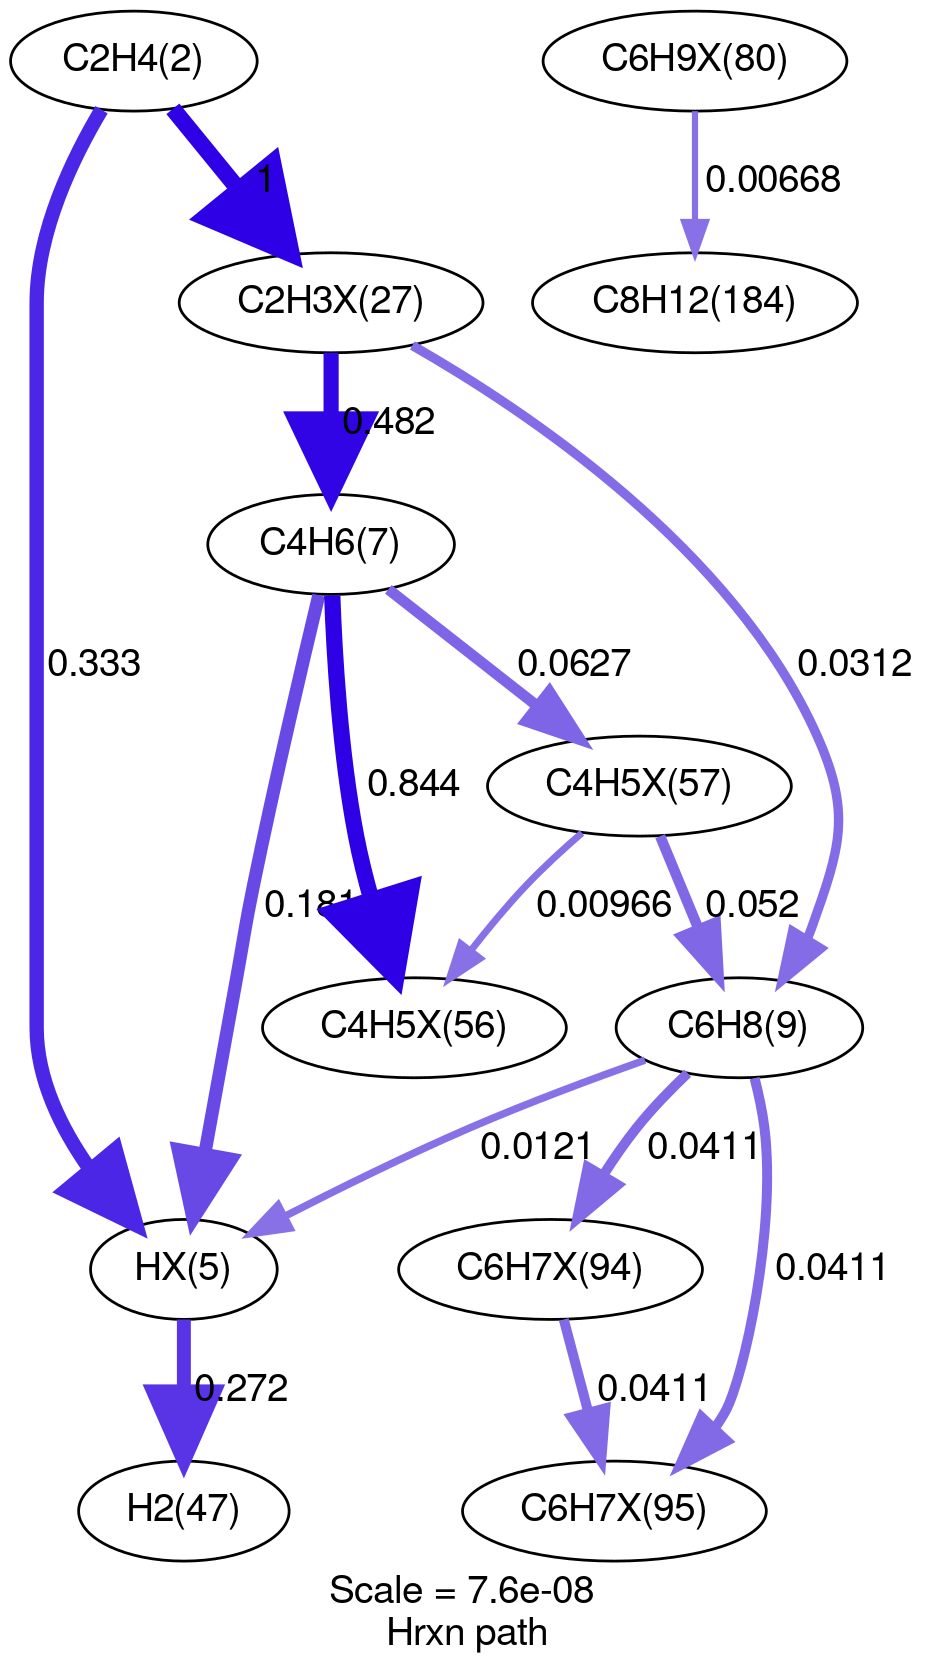 C2H4(2)
C6H9X(80)
1
0.00668
C2H3X(27)
C8H12(184)
0.482
C4H6(7)
0.333
0.0627
0.0312
0.844
C4H5X(57)
0.181
0.00966
0.052
C4H5X(56)
C6H8(9)
0.0121
0.0411
HX(5)
C6H7X(94)
0.0411
0.272
0.0411
H2(47)
C6H7X(95)
Scale = 7.6e-08
Hrxn path